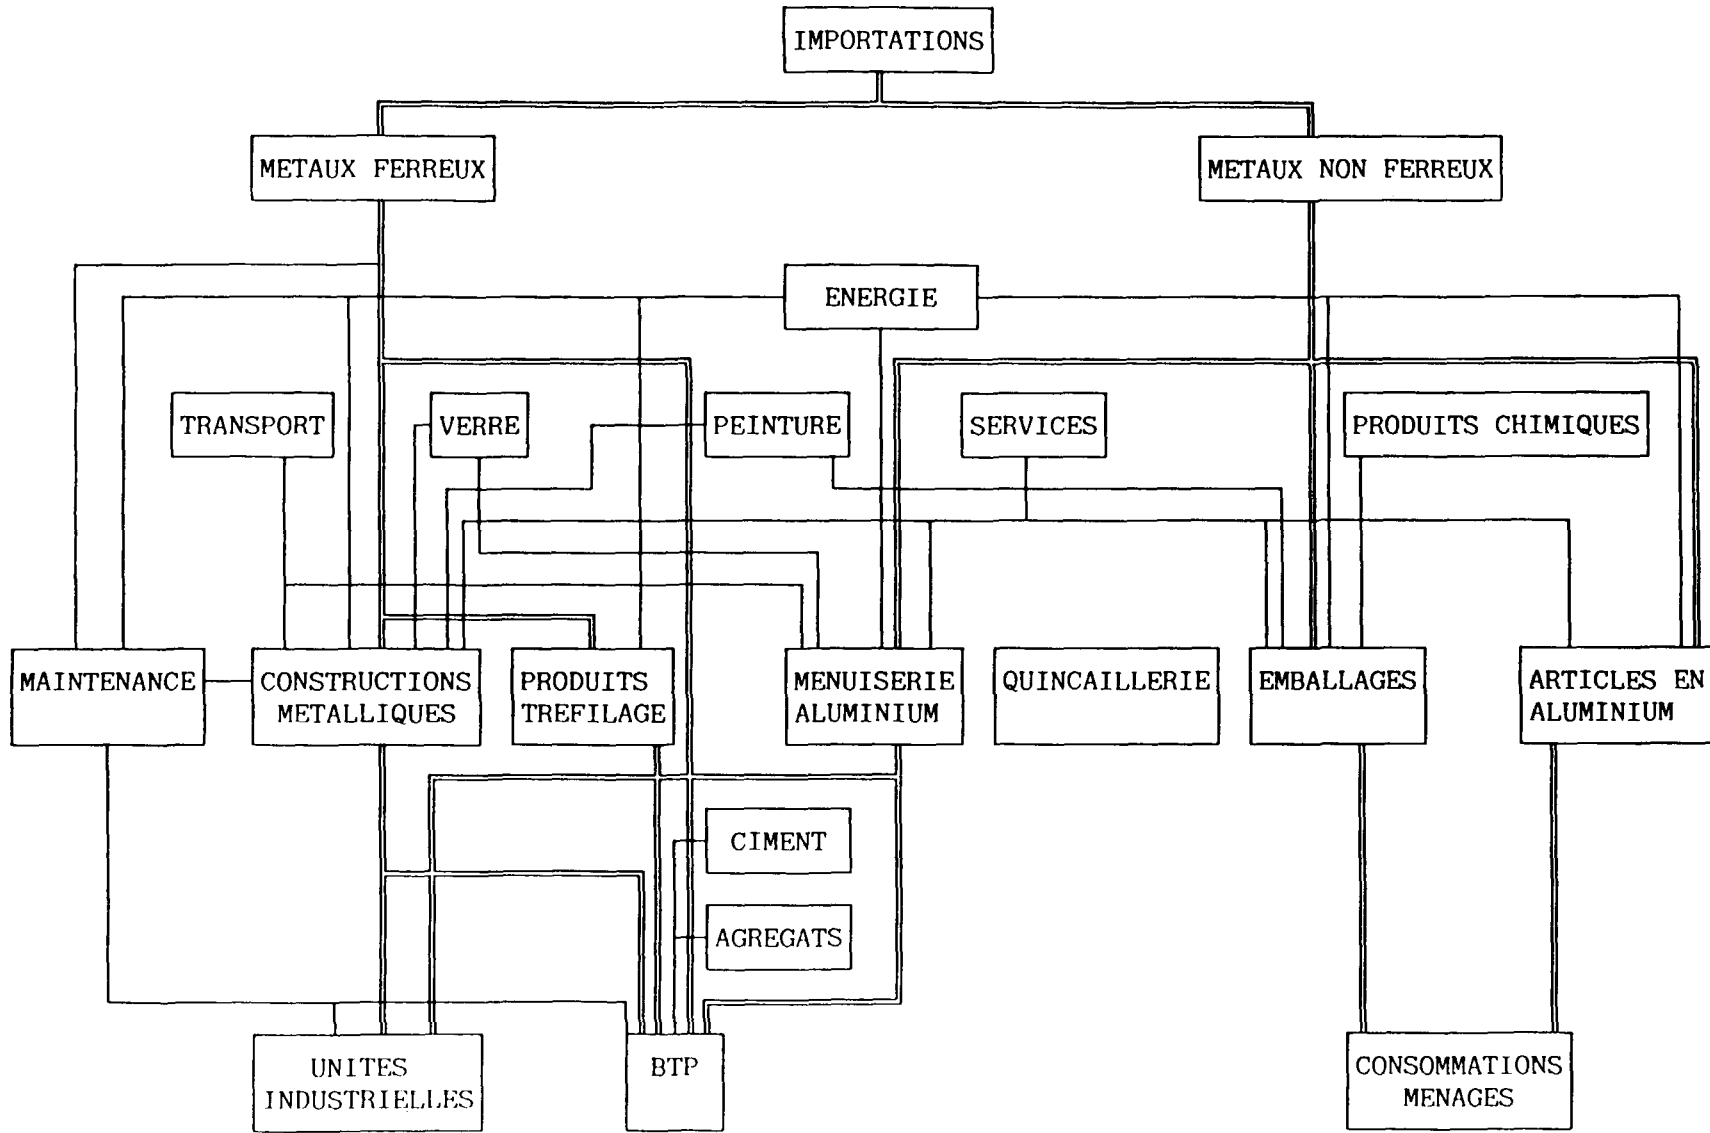 IMPORTATIONS
METAUX FERREUX
METAUX NON FERREUX
ENERGIE
TRANSPORT
VERRE
PEINTURE
SERVICES
PRODUITS CHIMIQUES
MAINTENANCE
CONSTRUCTIONS
METALLIQUES
PRODUITS
TREFILAGE
MENUISERIE
ALUMINIUM
QUINCAILLERIE
EMBALLAGES
ARTICLES EN
ALUMINIUM
CIMENT
AGREGATS
UNITES
INDUSTRIELLES
BTP
CONSOMMATIONS
MENAGES